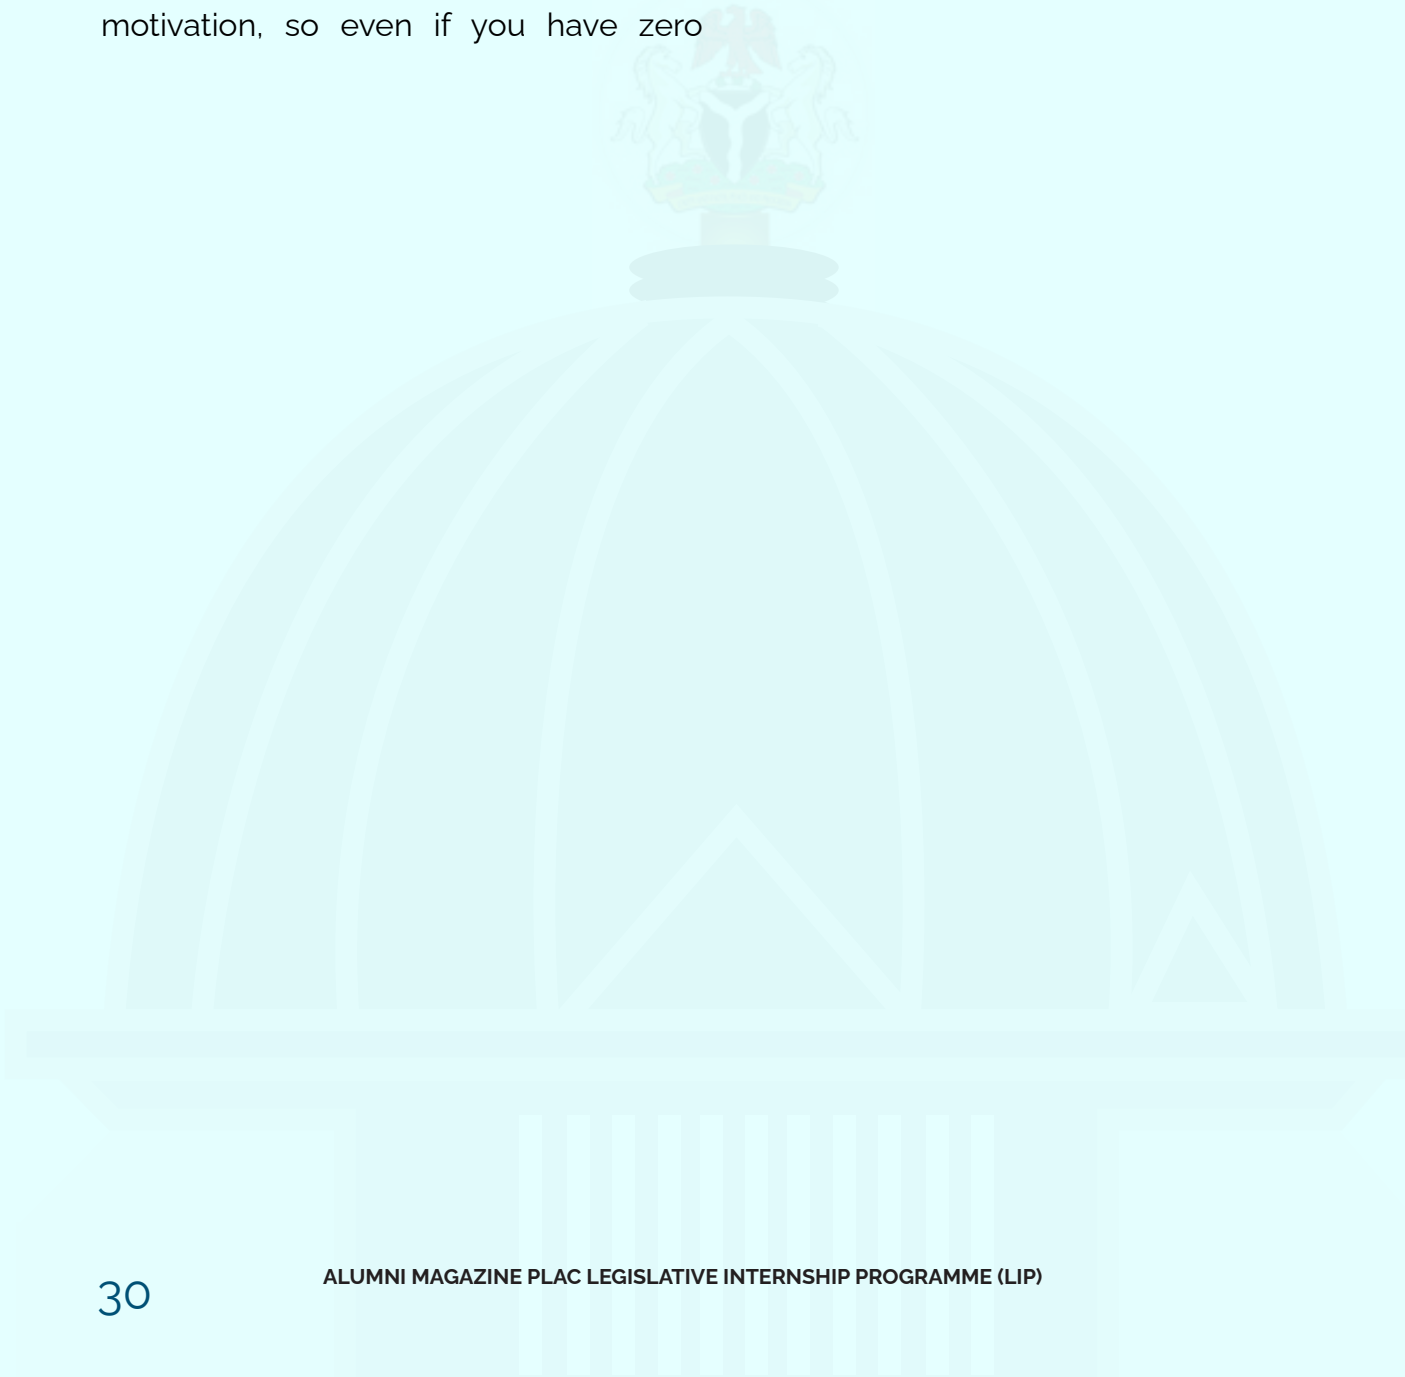 motivation, so even if you have zero
30
ALUMNI MAGAZINE PLAC LEGISLATIVE INTERNSHIP PROGRAMME (LIP)